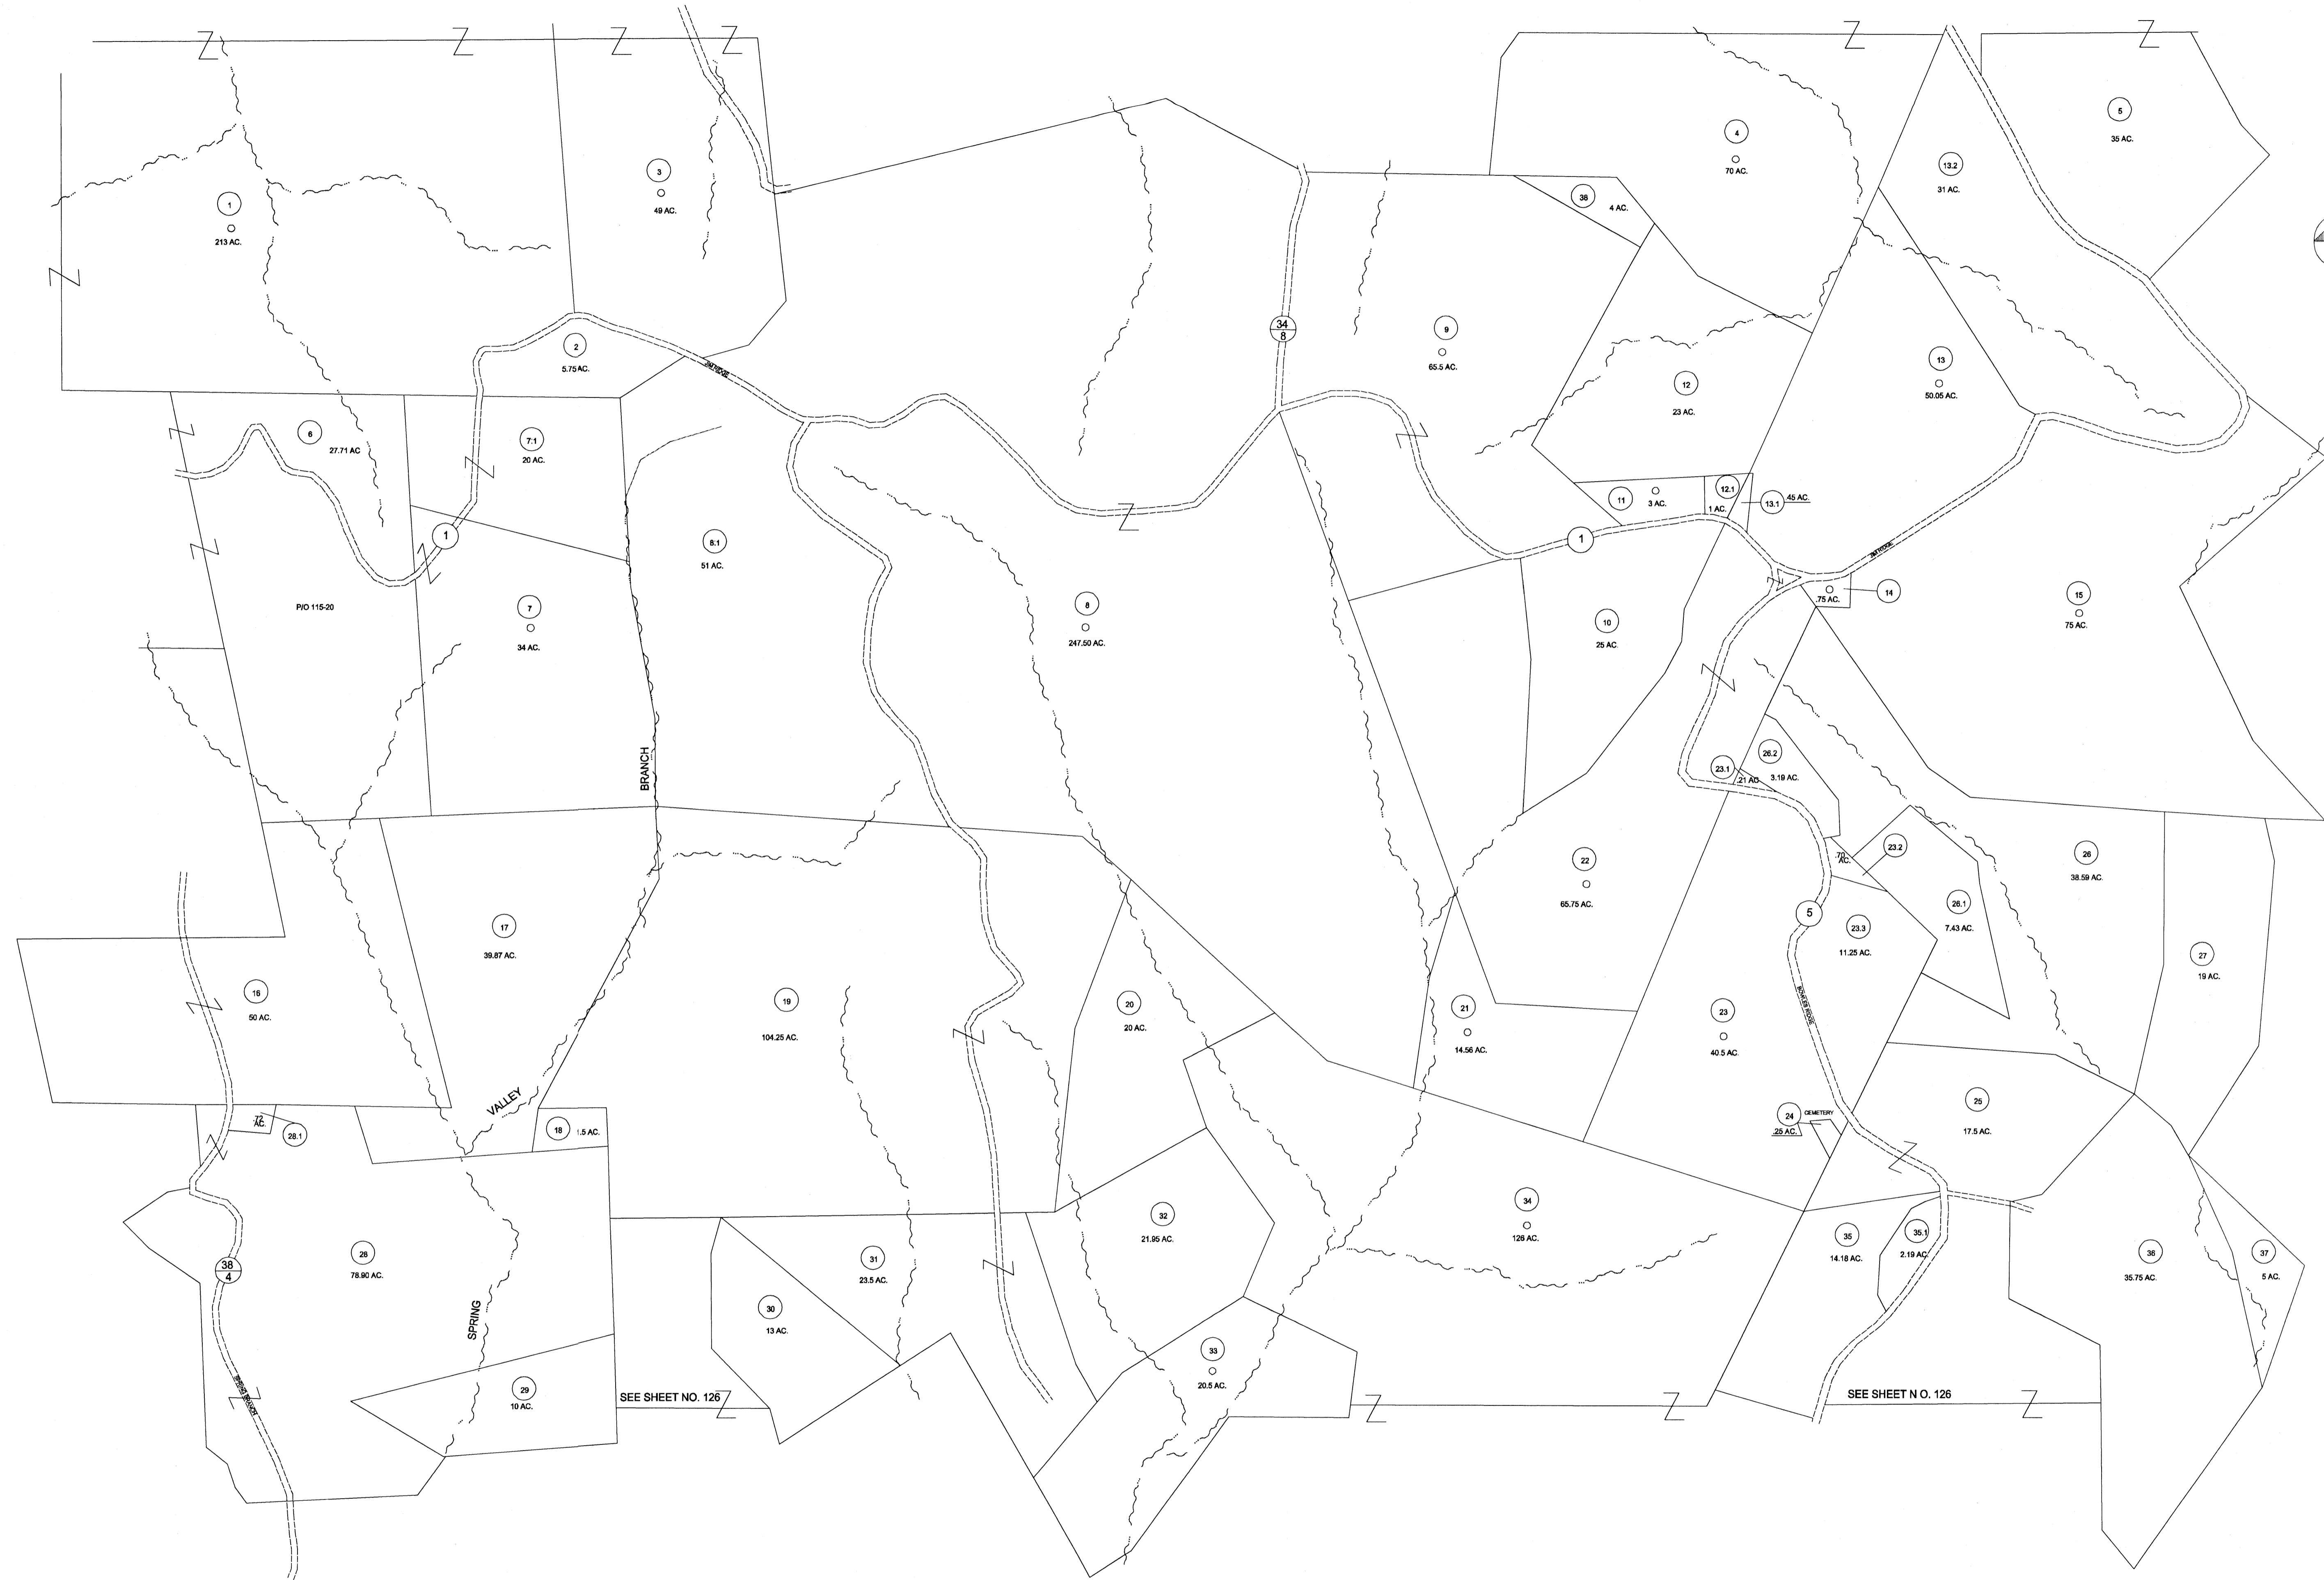 1
213 AC.
3
49 AC.
2
5.75 AC.
4
70 AC.
5
35 AC.
13.2
31 AC.
38
4 AC.
34
8
9
65.5 AC.
12
23 AC.
13
50.05 AC.
6
27.71 AC
7.1
20 AC.
1
P/O 115-20
7
34 AC.
8.1
51 AC.
8
247.50 AC.
11
3 AC.
12.1
1 AC.
13.1
.45 AC.
1
10
25 AC.
14
.75 AC.
15
75 AC.
BRANCH
23.1
.21 AC
26.2
3.19 AC.
22
65.75 AC.
.70
AC.
23.2
26
38.59 AC.
26.1
7.43 AC.
5
23.3
11.25 AC.
27
19 AC.
17
39.87 AC.
16
50 AC.
19
104.25 AC.
20
20 AC.
21
14.56 AC.
23
40.5 AC.
BOWLES RIDGE
VALLEY
.72
AC.
28.1
18
1.5 AC.
24
CEMETERY
.25 AC.
25
17.5 AC.
28
78.90 AC.
38
4
SPRING
31
23.5 AC.
30
13 AC.
32
21.95 AC.
34
126 AC.
35
14.18 AC.
35.1
2.19 AC.
36
35.75 AC.
37
5 AC.
33
20.5 AC.
29
10 AC.
SEE SHEET NO. 126
SEE SHEET N O. 126